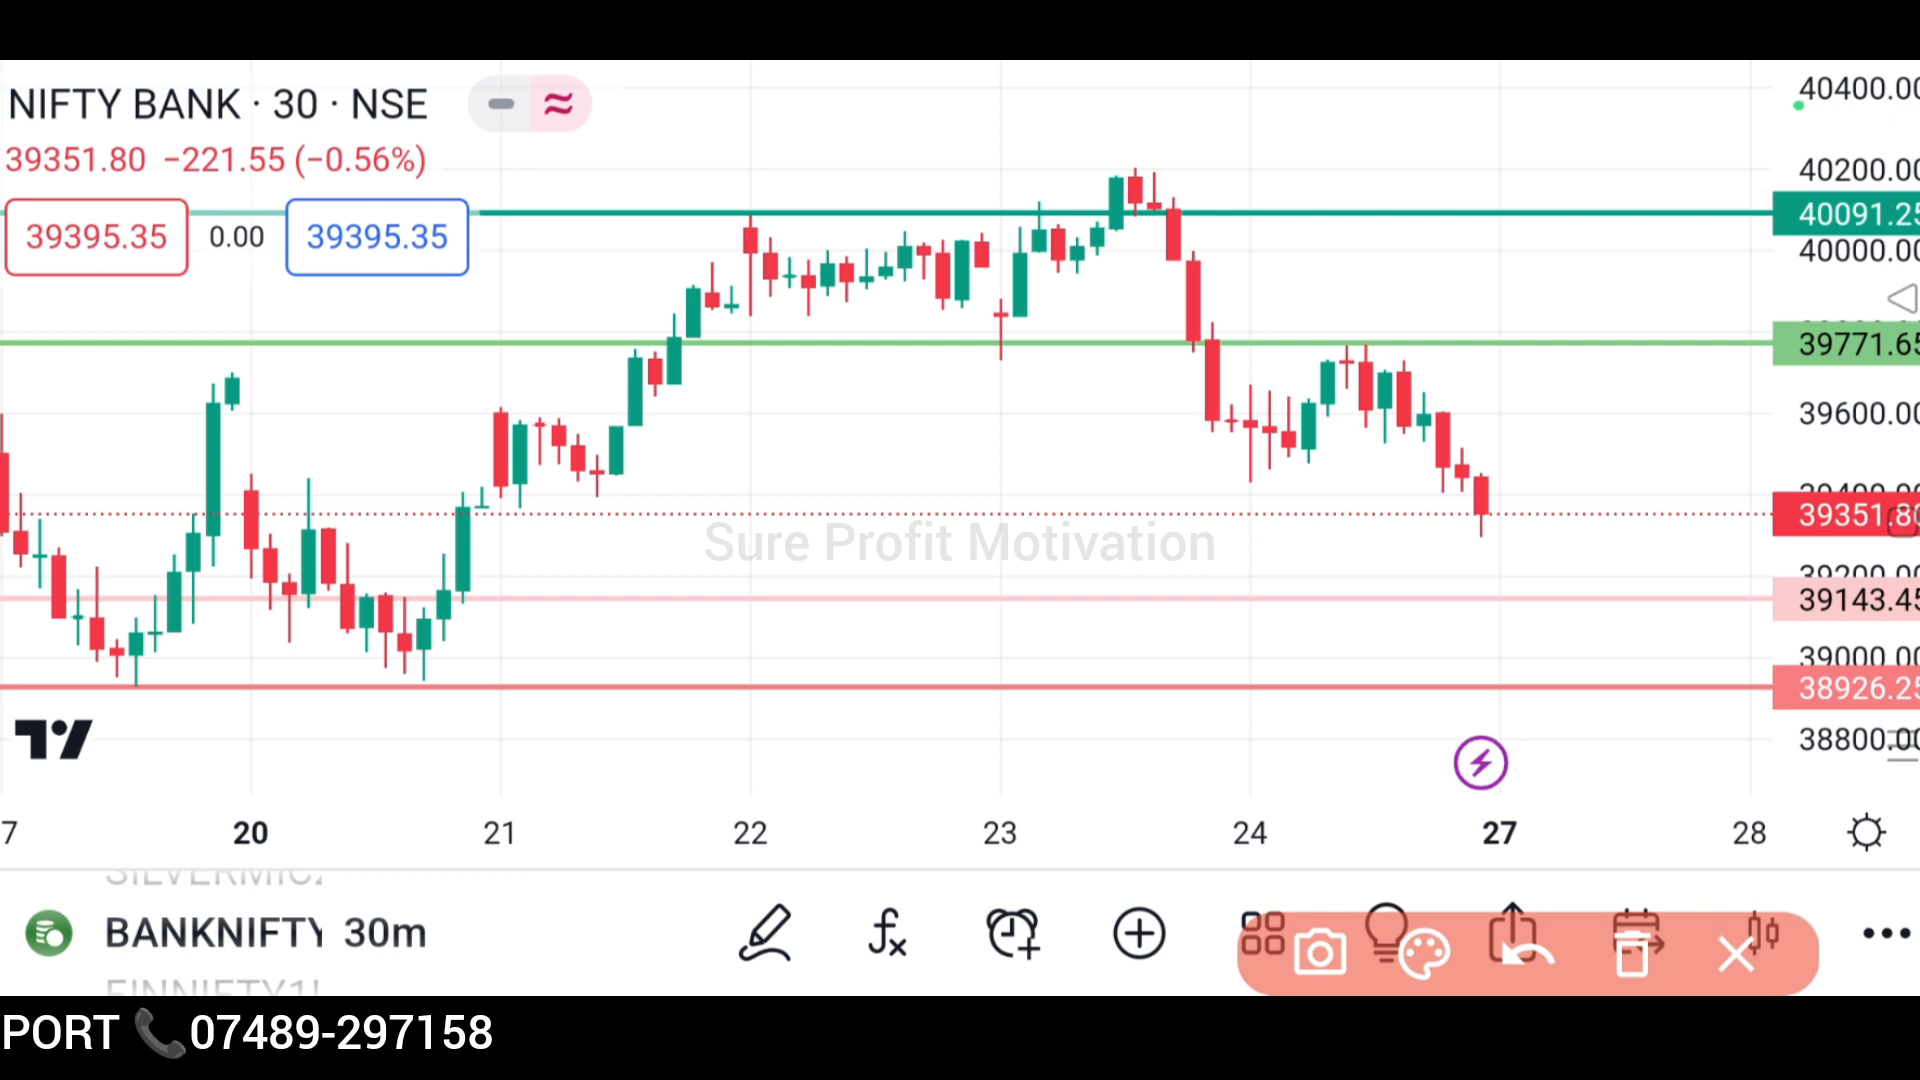 NIFTY BANK · 30 · NSE
39351.80 −221.55 (−0.56%)
39395.35 0.00 39395.35
40400.00
40200.00
40091.25
40000.00
39771.65
39600.00
39351.80
39143.45
39000.00
38926.25
38800.00
Sure Profit Motivation
7 20 21 22 23 24 27 28
BANKNIFTY 30m
PORT 📞07489-297158